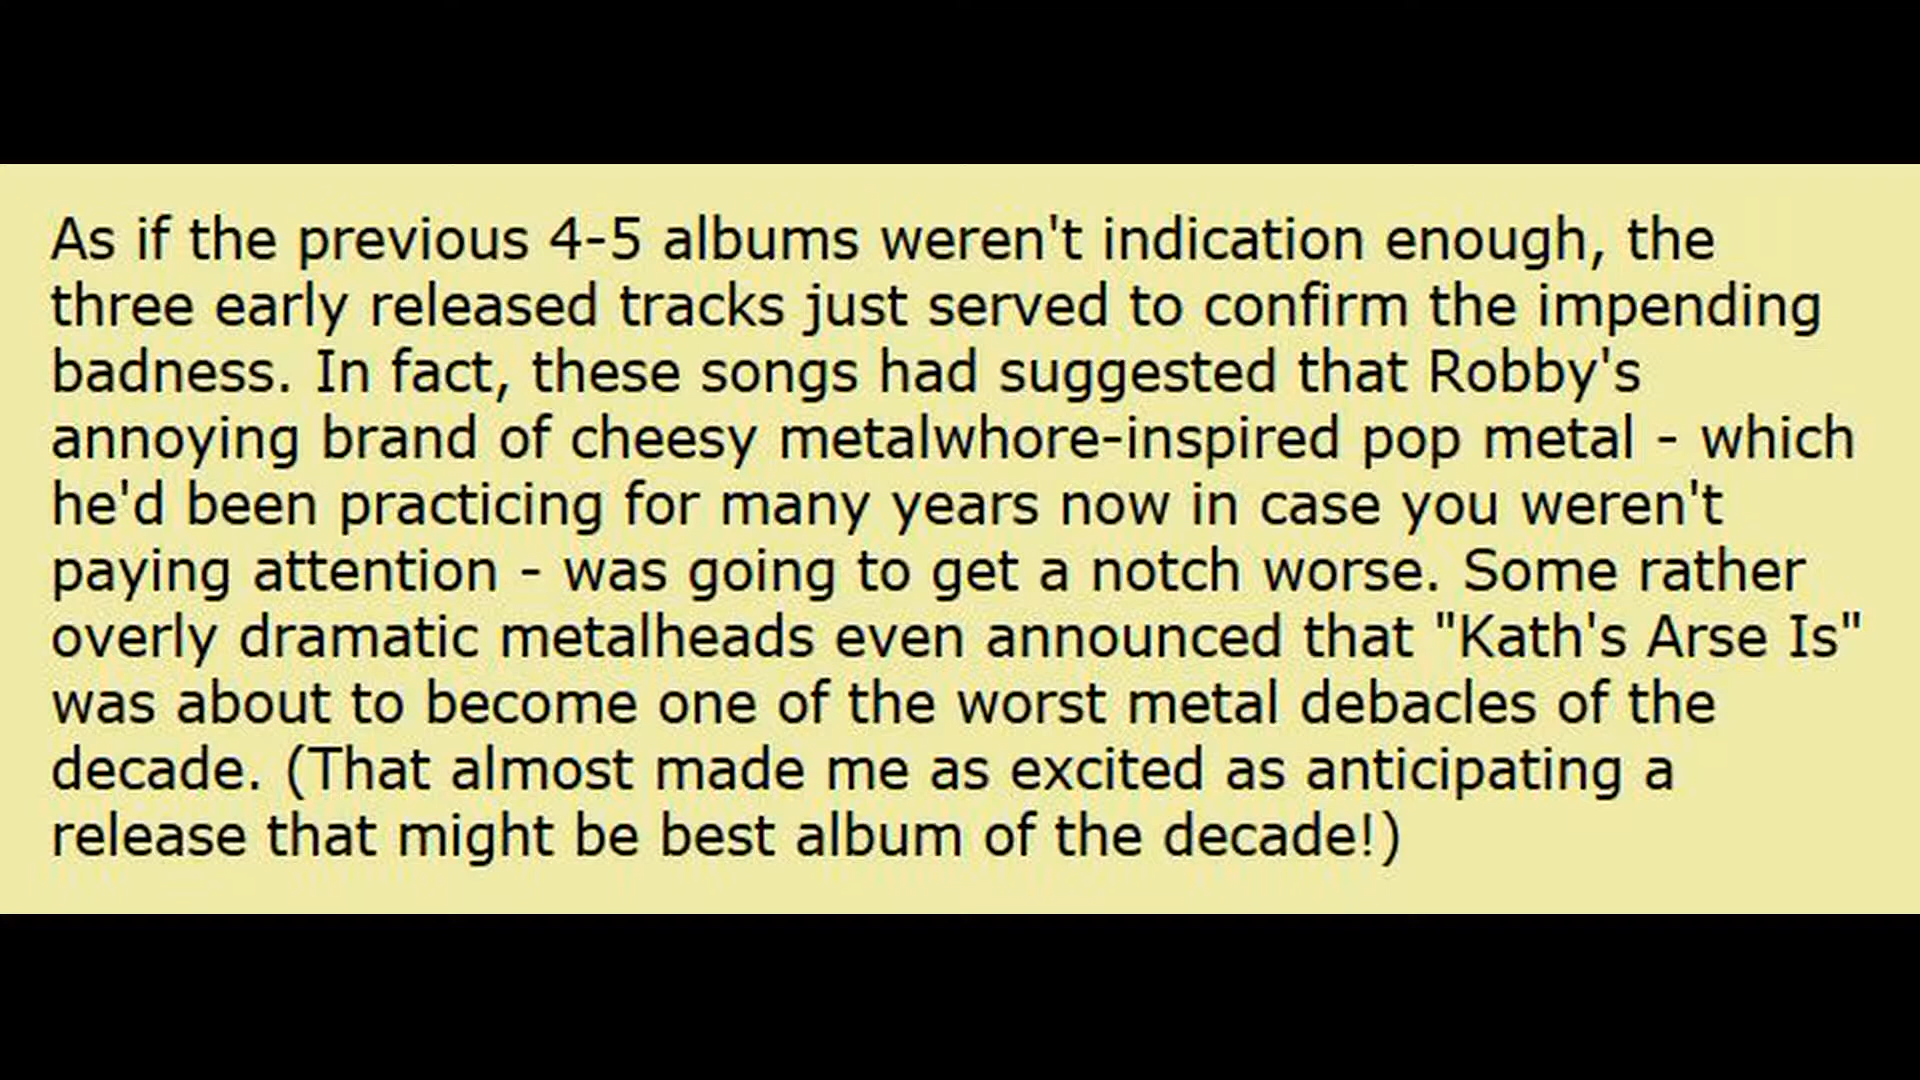 As if the previous 4-5 albums weren't indication enough, the
three early released tracks just served to confirm the impending
badness. In fact, these songs had suggested that Robby's
annoying brand of cheesy metalwhore-inspired pop metal - which
he'd been practicing for many years now in case you weren't
paying attention - was going to get a notch worse. Some rather
overly dramatic metalheads even announced that "Kath's Arse Is"
was about to become one of the worst metal debacles of the
decade. (That almost made me as excited as anticipating a
release that might be best album of the decade!)